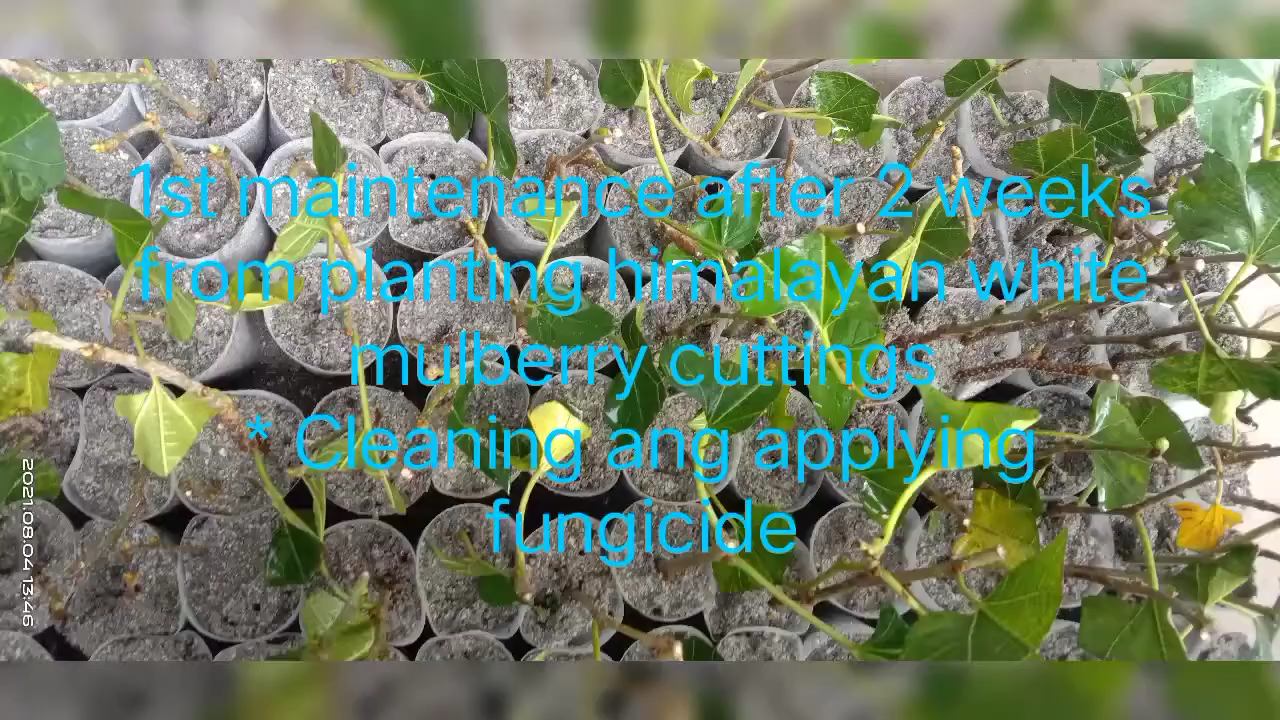 1st maintenance after 2 weeks
from planting himalayan white
mulberry cuttings
* Cleaning ang applying
fungicide
2021.08.04 13:46